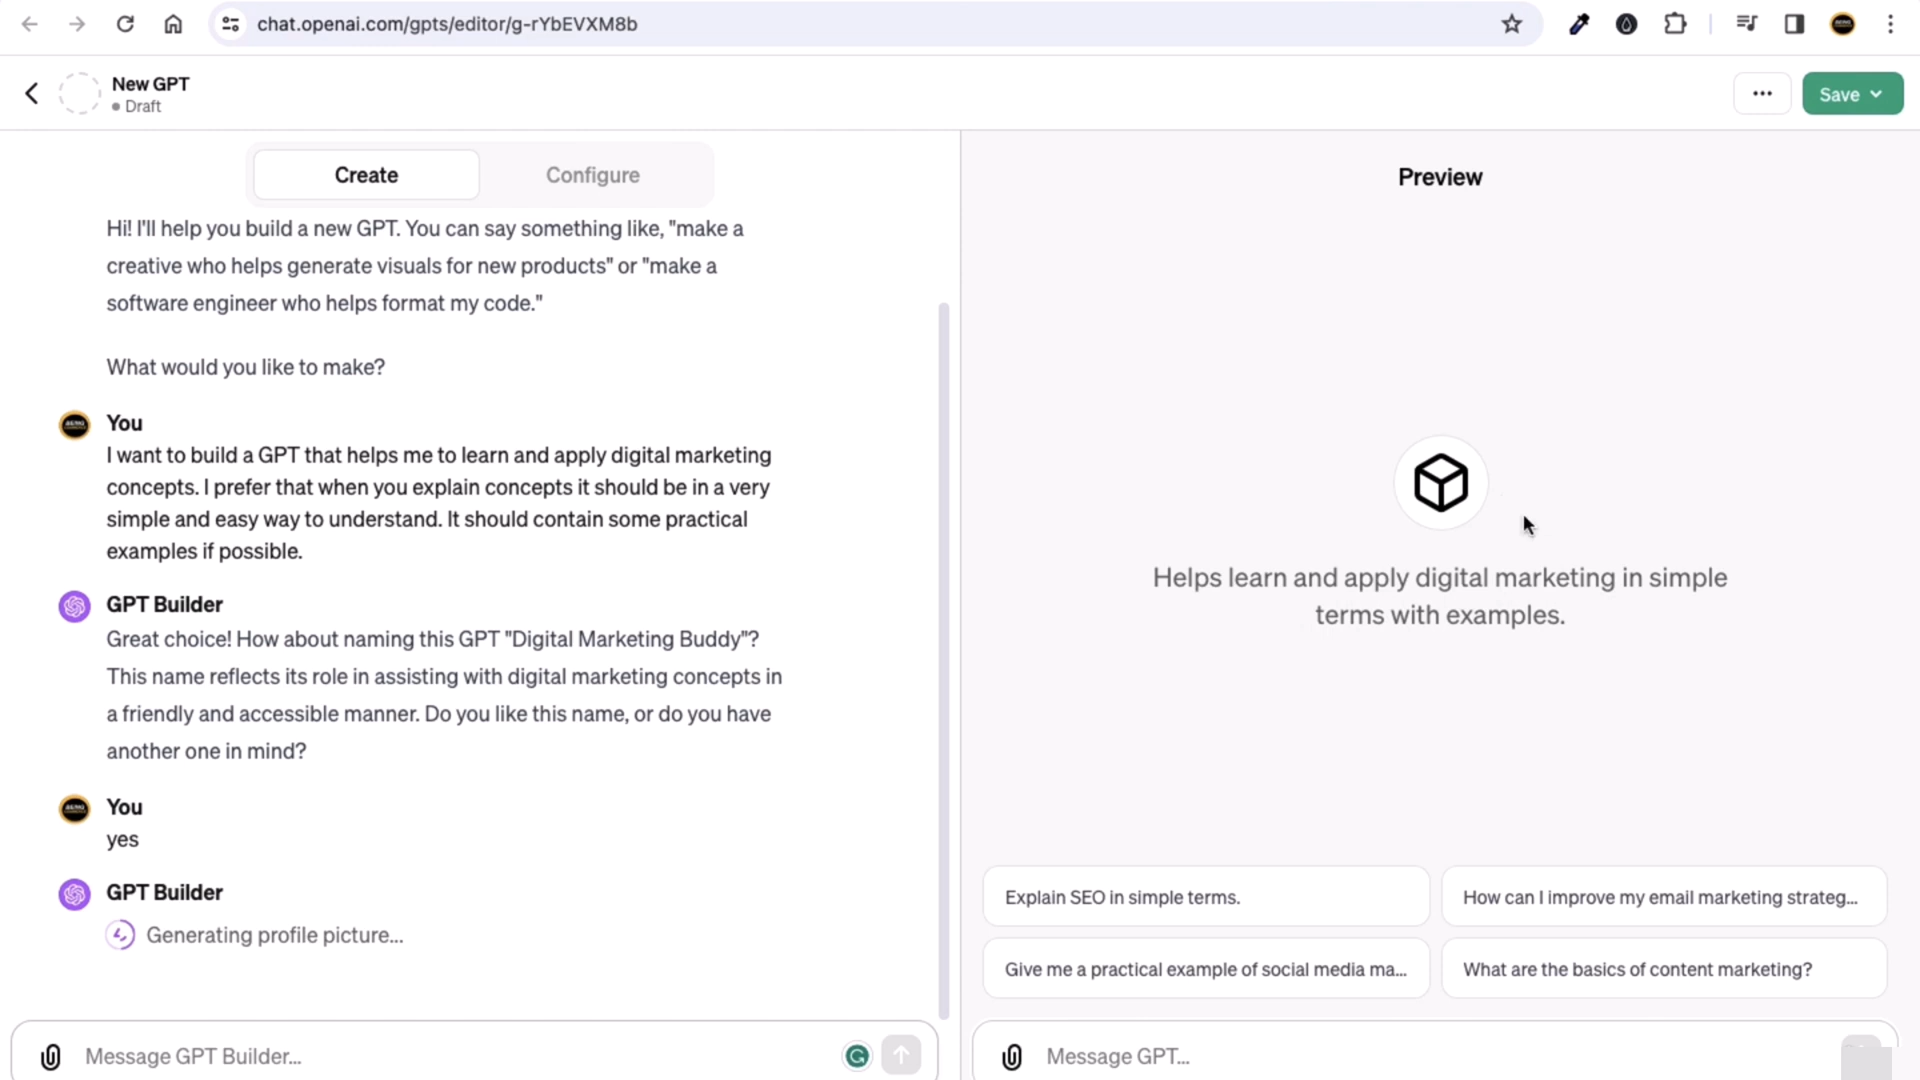 chat.openai.com/gpts/editor/g-rYbEVXM8b
New GPT
Draft
Save
Create
Configure
Hi! I'll help you build a new GPT. You can say something like, "make a
creative who helps generate visuals for new products" or "make a
software engineer who helps format my code."
What would you like to make?
You
I want to build a GPT that helps me to learn and apply digital marketing
concepts. I prefer that when you explain concepts it should be in a very
simple and easy way to understand. It should contain some practical
examples if possible.
GPT Builder
Great choice! How about naming this GPT "Digital Marketing Buddy"?
This name reflects its role in assisting with digital marketing concepts in
a friendly and accessible manner. Do you like this name, or do you have
another one in mind?
You
yes
GPT Builder
Generating profile picture...
Message GPT Builder...
Preview
Helps learn and apply digital marketing in simple
terms with examples.
Explain SEO in simple terms.
How can I improve my email marketing strateg...
Give me a practical example of social media ma...
What are the basics of content marketing?
Message GPT...